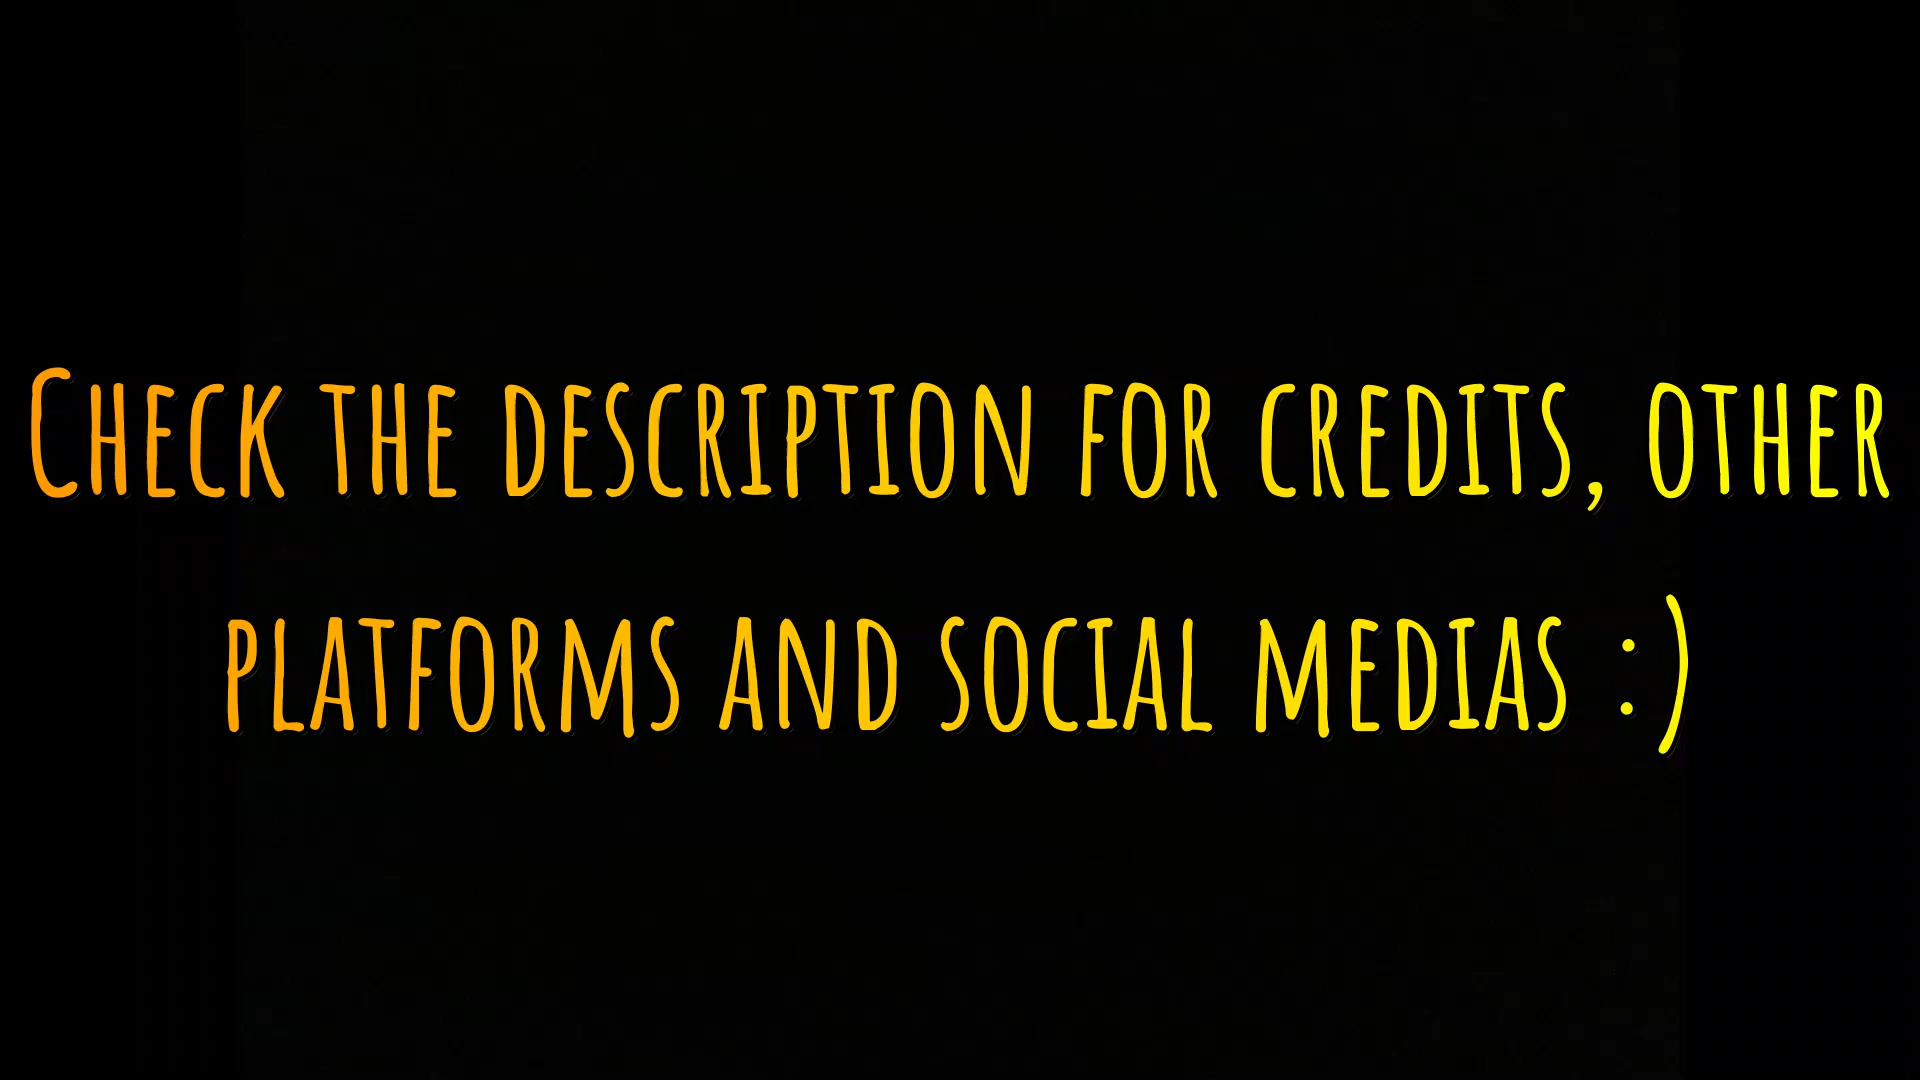 Check the description for credits, other
platforms and social medias :)